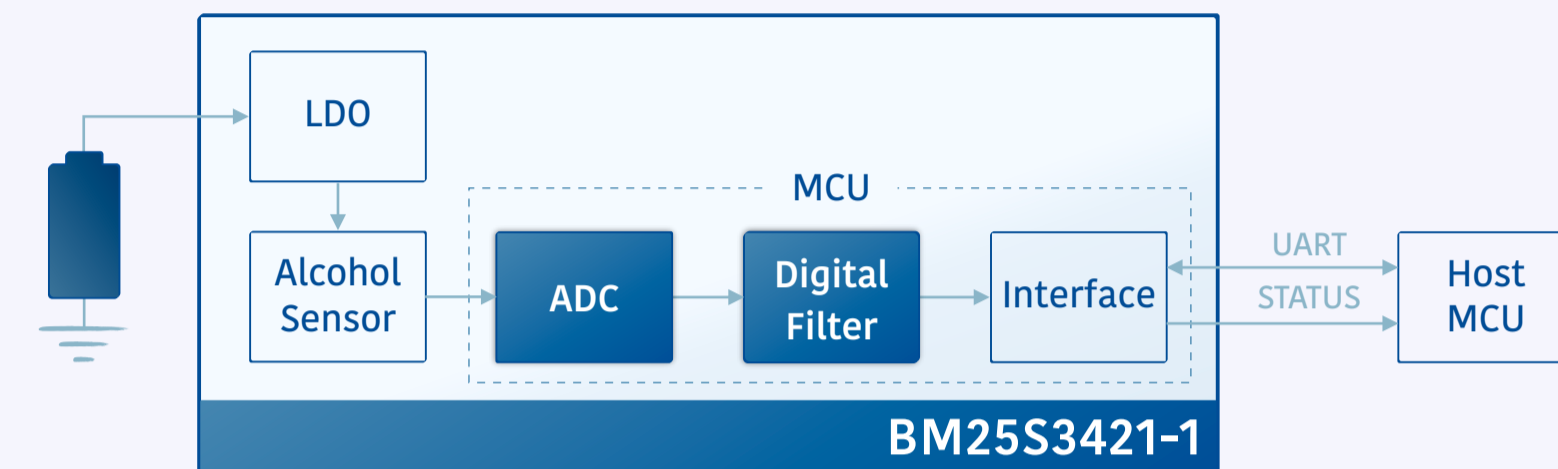 LDO
MCU
Alcohol
Sensor
ADC
Digital
Filter
Interface
UART
STATUS
Host
MCU
BM25S3421-1